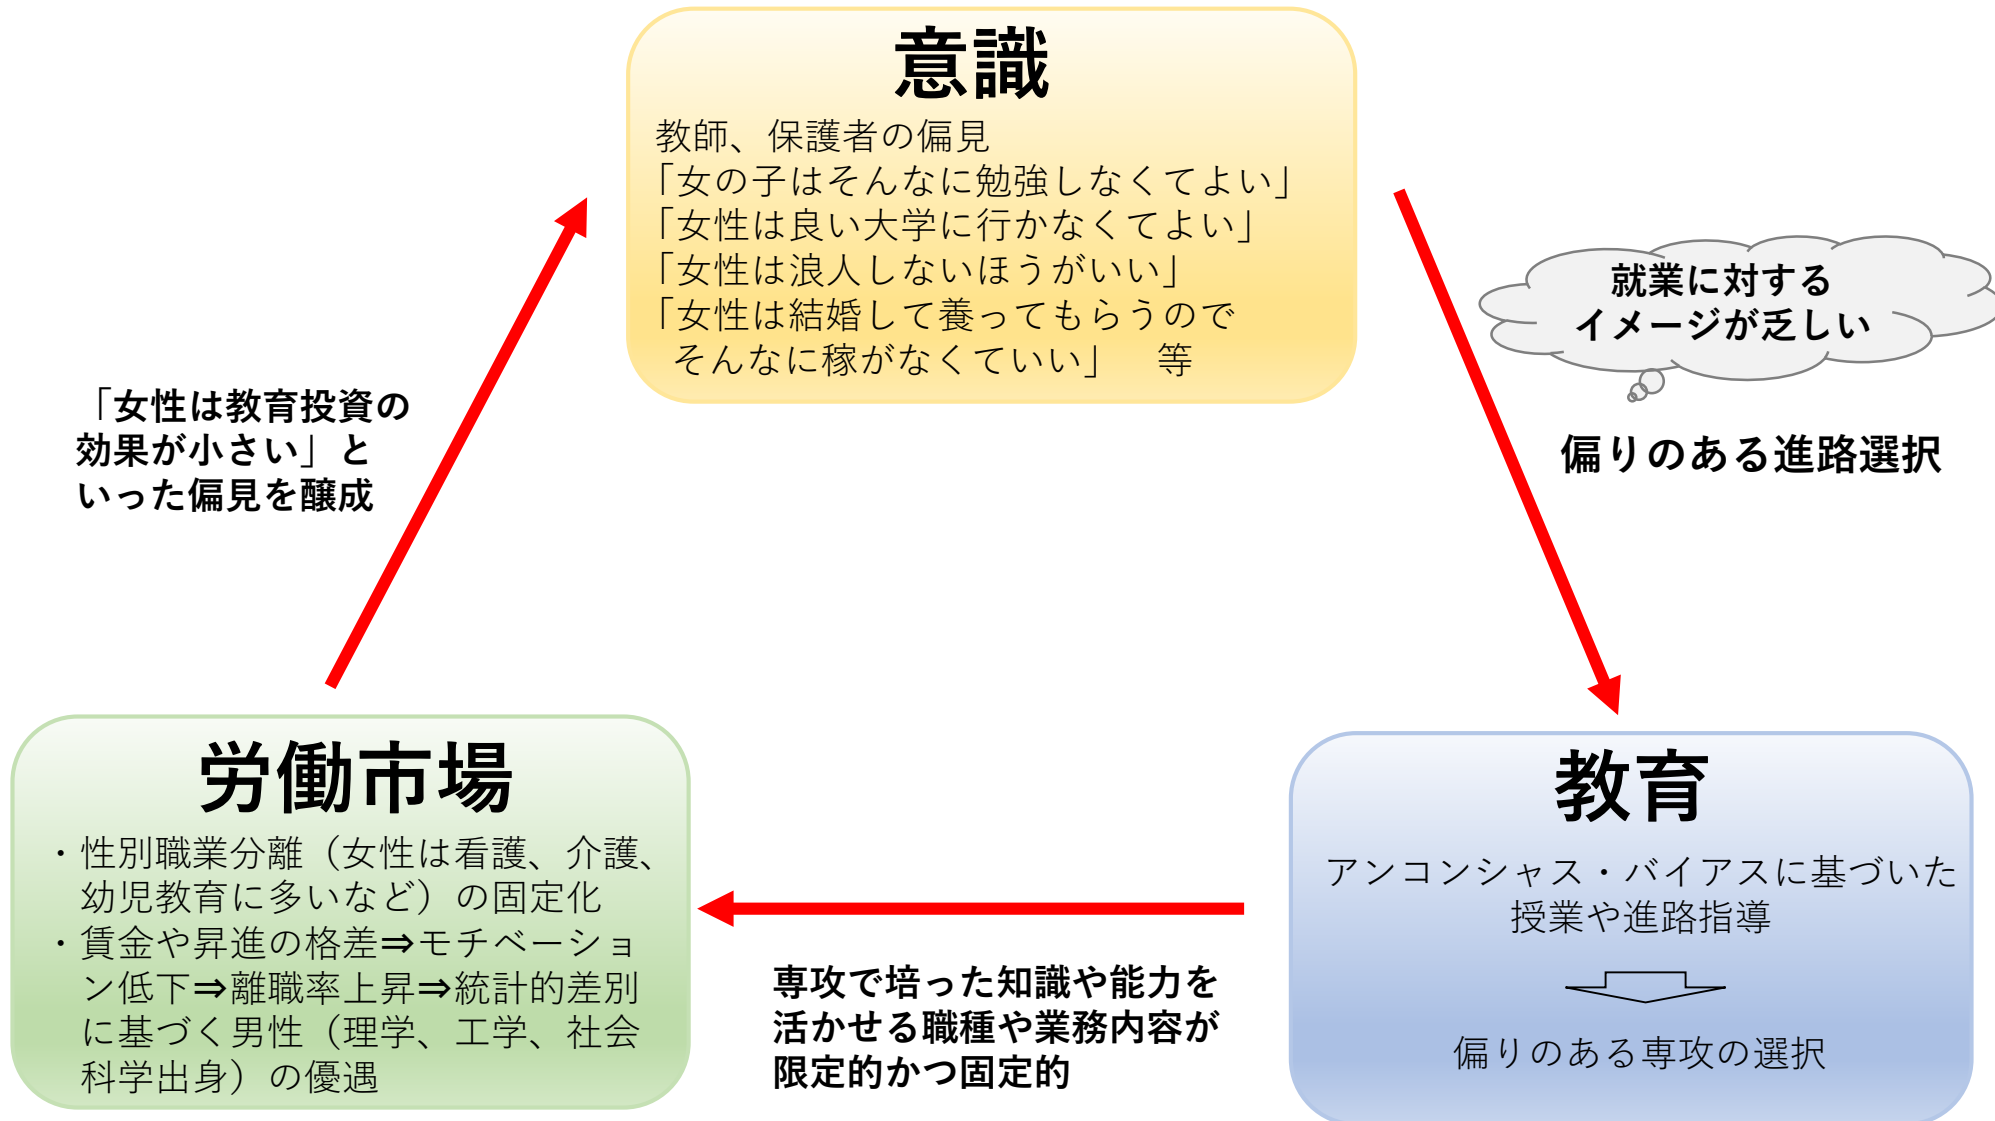 意識
教師、保護者の偏見
「女の子はそんなに勉強しなくてよい」
「女性は良い大学に行かなくてよい」
「女性は浪人しないほうがいい」
「女性は結婚して養ってもらうので
そんなに稼がなくていい」　等
就業に対する
イメージが乏しい
偏りのある進路選択
「女性は教育投資の
効果が小さい」と
いった偏見を醸成
労働市場
・性別職業分離（女性は看護、介護、
幼児教育に多いなど）の固定化
・賃金や昇進の格差⇒モチベーショ
ン低下⇒離職率上昇⇒統計的差別
に基づく男性（理学、工学、社会
科学出身）の優遇
教育
アンコンシャス・バイアスに基づいた
授業や進路指導
偏りのある専攻の選択
専攻で培った知識や能力を
活かせる職種や業務内容が
限定的かつ固定的